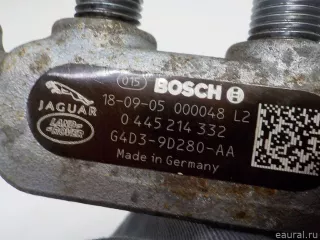 015 BOSCH
JAGUAR
LAND-ROVER
18-09-05 000048 L2
0 445 214 332
G4D3-9D280-AA
Made in Germany
eaural.ru